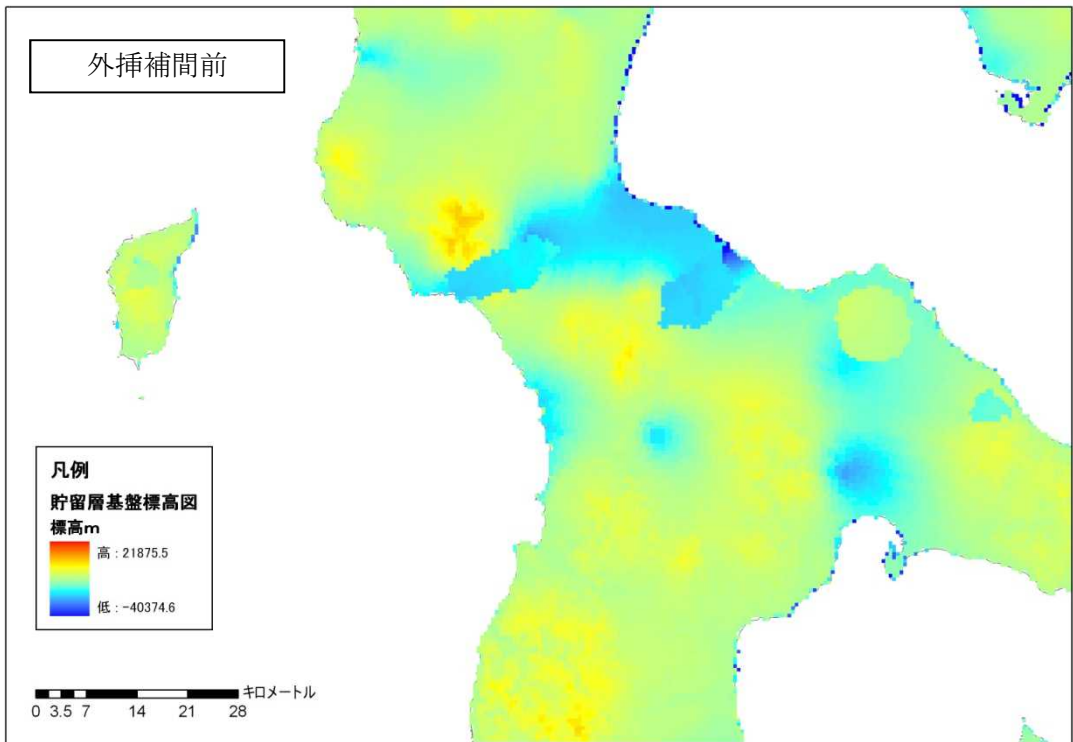 外挿補間前
凡例
貯留層基盤標高図
標高m
高 : 21875.5
低 : -40374.6
キロメートル
0 3.5 7 14 21 28